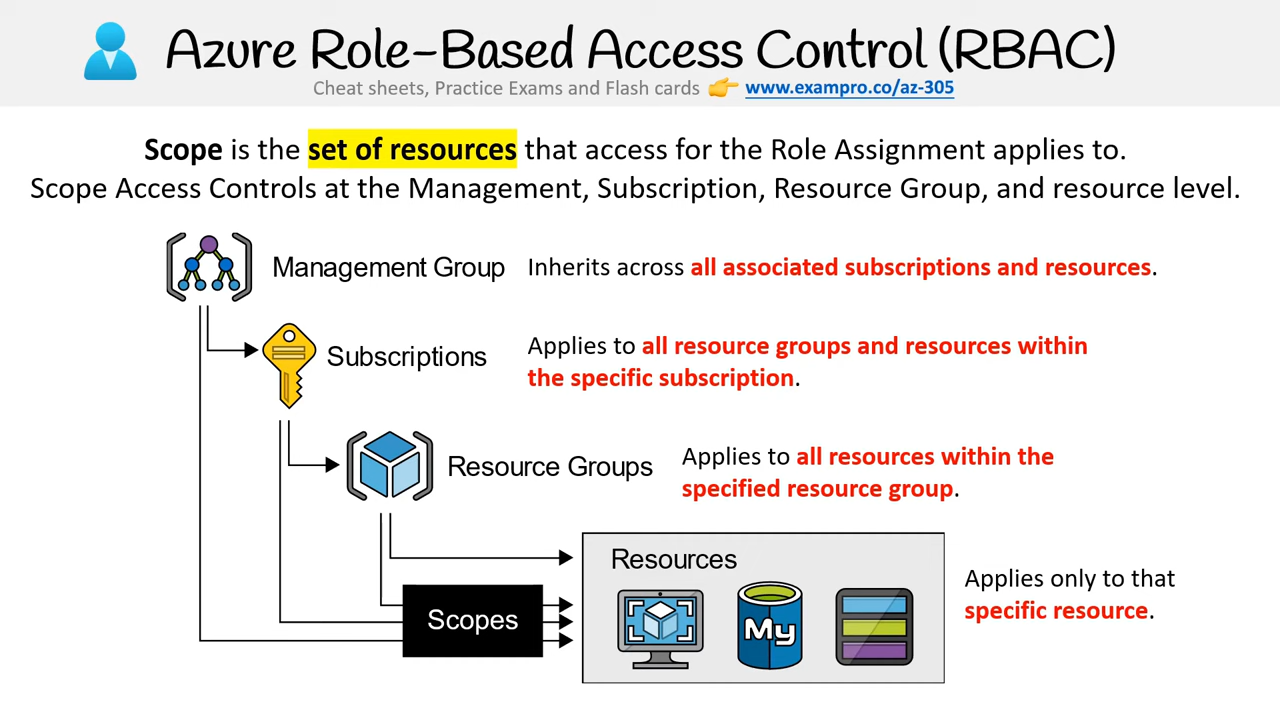 Azure Role-Based Access Control (RBAC)
Cheat sheets, Practice Exams and Flash cards 👉 www.exampro.co/az-305
Scope is the set of resources that access for the Role Assignment applies to.
Scope Access Controls at the Management, Subscription, Resource Group, and resource level.
Management Group
Inherits across all associated subscriptions and resources.
Subscriptions
Applies to all resource groups and resources within
the specific subscription.
Resource Groups
Applies to all resources within the
specified resource group.
Resources
My
Applies only to that
specific resource.
Scopes